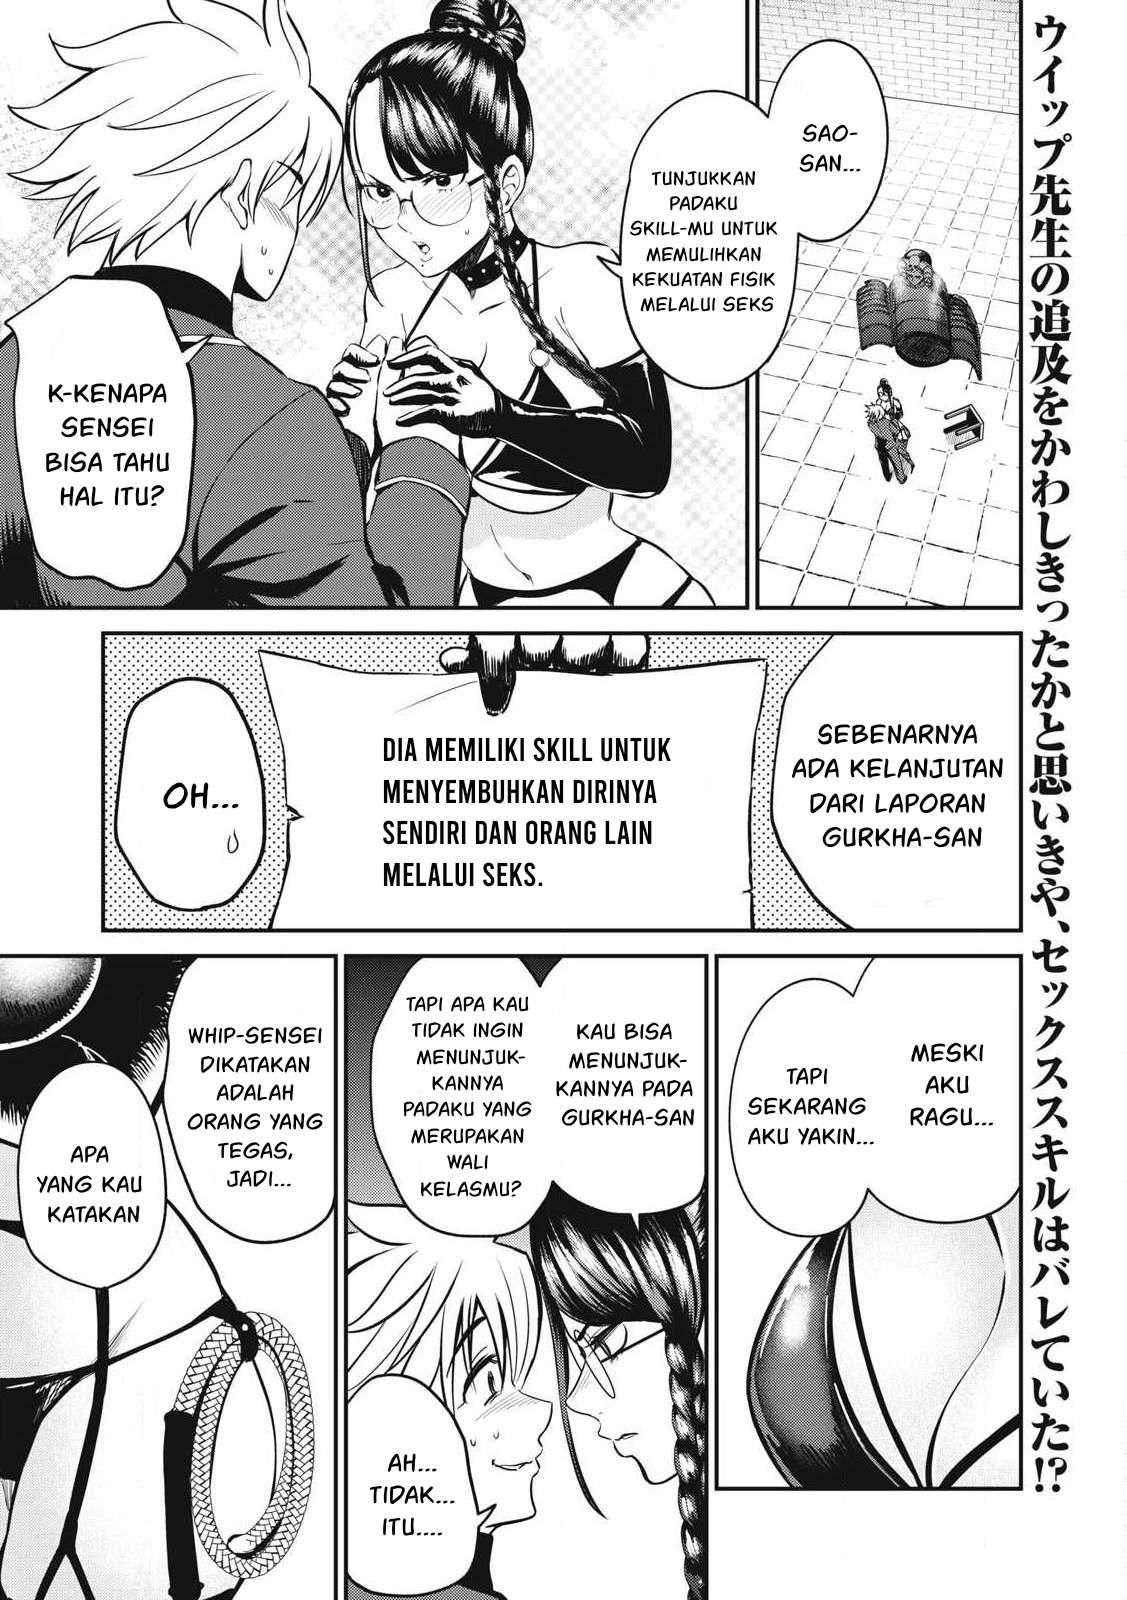 ウイップ先生の追及をかわしきったかと思いきや、セックススキルはバレていた!?
SAO-
SAN...
TUNJUKKAN
PADAKU
SKILL-MU UNTUK
MEMULIHKAN
KEKUATAN FISIK
MELALUI SEKS
K-KENAPA
SENSEI
BISA TAHU
HAL ITU?
SEBENARNYA
ADA KELANJUTAN
DARI LAPORAN
GURKHA-SAN
DIA MEMILIKI SKILL UNTUK
MENYEMBUHKAN DIRINYA
SENDIRI DAN ORANG LAIN
MELALUI SEKS.
OH...
MESKI
AKU
RAGU...
TAPI
SEKARANG
AKU YAKIN...
KAU BISA
MENUNJUK-
KANNYA PADA
GURKHA-SAN
TAPI APA KAU
TIDAK INGIN
MENUNJUK-
KANNYA
PADAKU YANG
MERUPAKAN
WALI
KELASMU?
AH...
TIDAK...
ITU....
WHIP-SENSEI
DIKATAKAN
ADALAH
ORANG YANG
TEGAS,
JADI...
APA
YANG KAU
KATAKAN